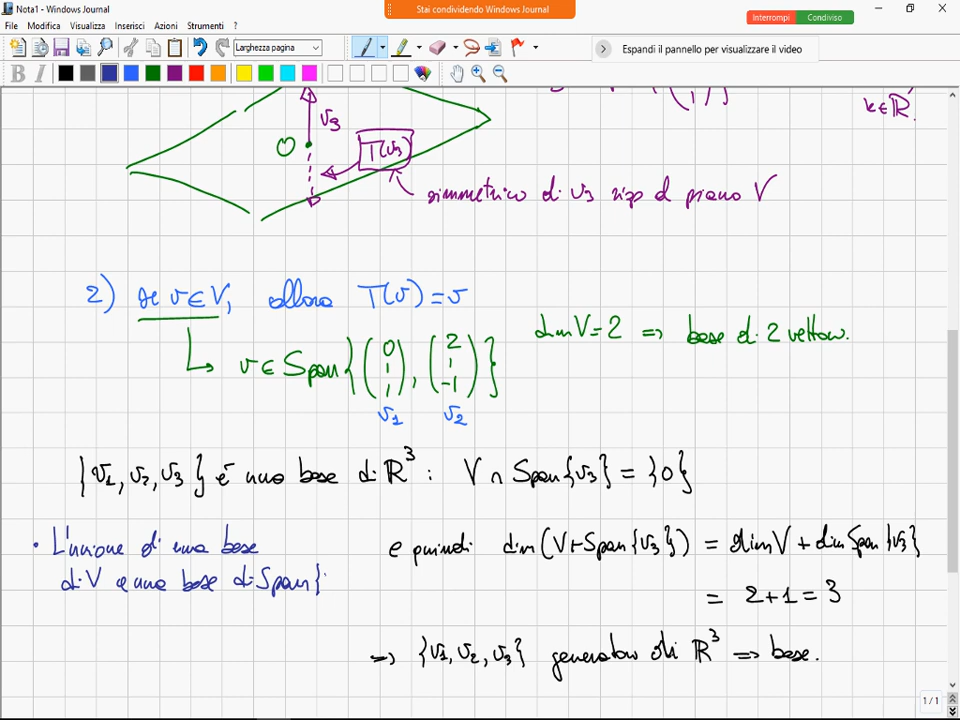 Nota1 - Windows Journal
Stai condividendo Windows Journal
Interrompi
Condiviso
File Modifica Visualizza Inserisci Azioni Strumenti ?
Larghezza pagina
Espandi il pannello per visualizzare il video
B I
k∈ℝ
v₃
O
T(v₃)
simmetrico di v₃ risp al piano V
2) se v∈V, allora T(v)=v
dim V=2 => base di 2 vettori.
v∈Span{(0 1 1), (2 1 -1)}
v₁ v₂
{v₁, v₂, v₃} è una base di ℝ³ : V ∩ Span{v₃} = {0}
• L'unione di una base
di V e una base di Span{
e quindi dim(V+Span{v₃}) = dim V + dim Span{v₃}
= 2+1=3
=> {v₁, v₂, v₃} generatori di ℝ³ => base.
1 / 1